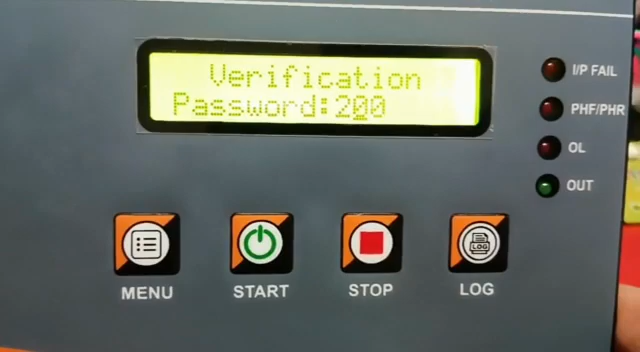 Verification
Password:200
I/P FAIL
PHF/PHR
OL
OUT
MENU
START
STOP
LOG
LOG